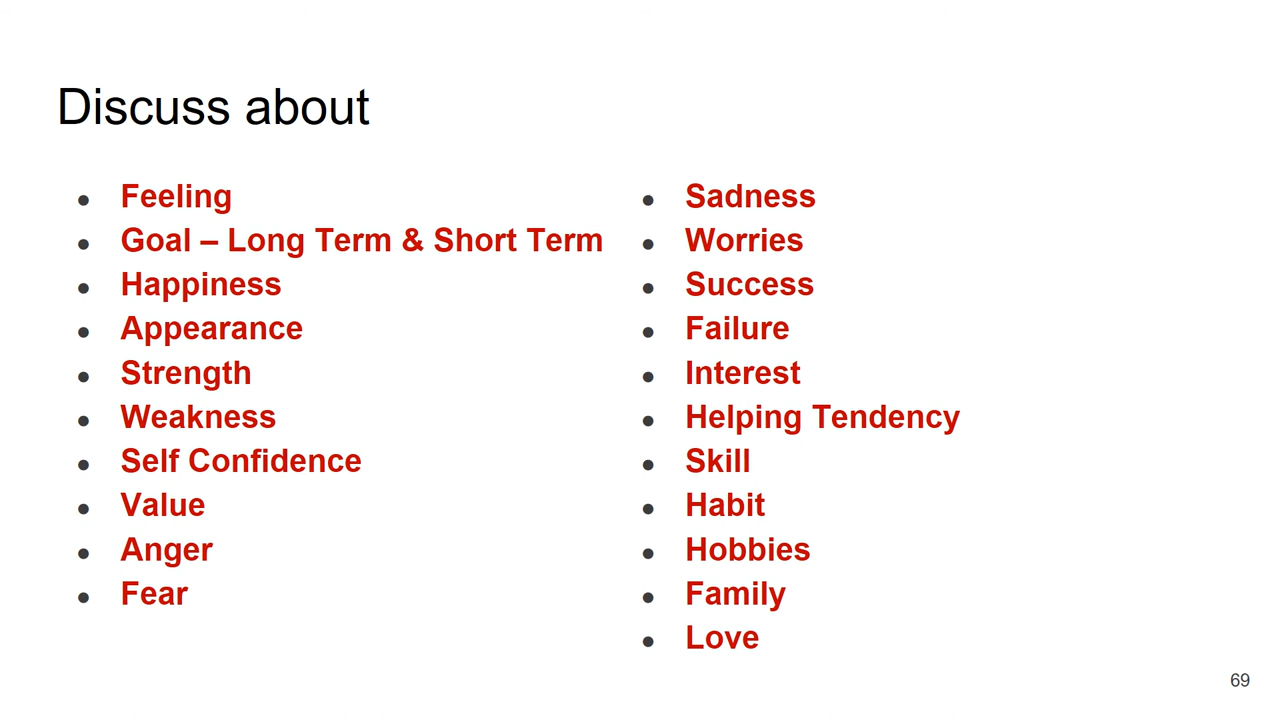 Discuss about
● Feeling
● Goal – Long Term & Short Term
● Happiness
● Appearance
● Strength
● Weakness
● Self Confidence
● Value
● Anger
● Fear
● Sadness
● Worries
● Success
● Failure
● Interest
● Helping Tendency
● Skill
● Habit
● Hobbies
● Family
● Love
69